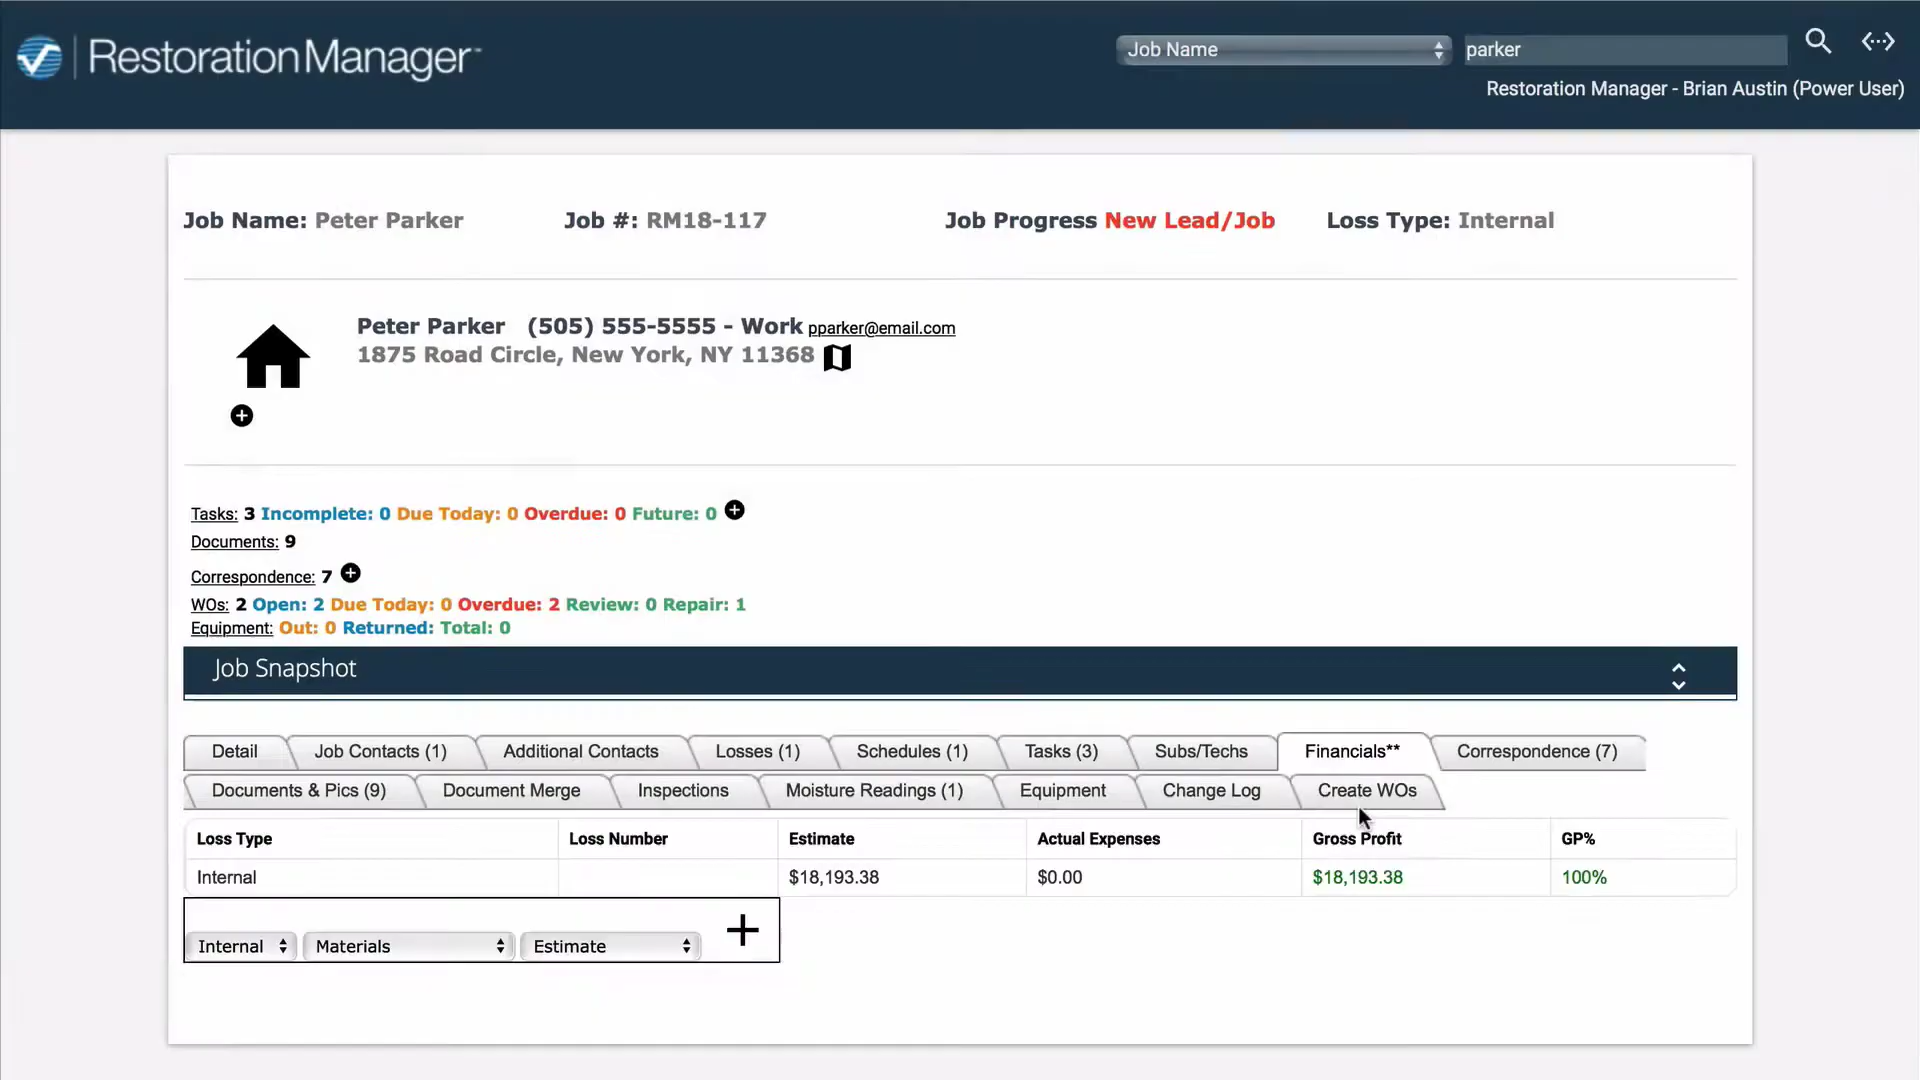 RestorationManager
Job Name
parker
Restoration Manager - Brian Austin (Power User)
Job Name: Peter Parker Job #: RM18-117 Job Progress New Lead/Job Loss Type: Internal
Peter Parker (505) 555-5555 - Work pparker@email.com
1875 Road Circle, New York, NY 11368
Tasks: 3 Incomplete: 0 Due Today: 0 Overdue: 0 Future: 0
Documents: 9
Correspondence: 7
WOs: 2 Open: 2 Due Today: 0 Overdue: 2 Review: 0 Repair: 1
Equipment: Out: 0 Returned: Total: 0
Job Snapshot
Detail Job Contacts (1) Additional Contacts Losses (1) Schedules (1) Tasks (3) Subs/Techs Financials** Correspondence (7)
Documents & Pics (9) Document Merge Inspections Moisture Readings (1) Equipment Change Log Create WOs
Loss Type Loss Number Estimate Actual Expenses Gross Profit GP%
Internal $18,193.38 $0.00 $18,193.38 100%
Internal Materials Estimate